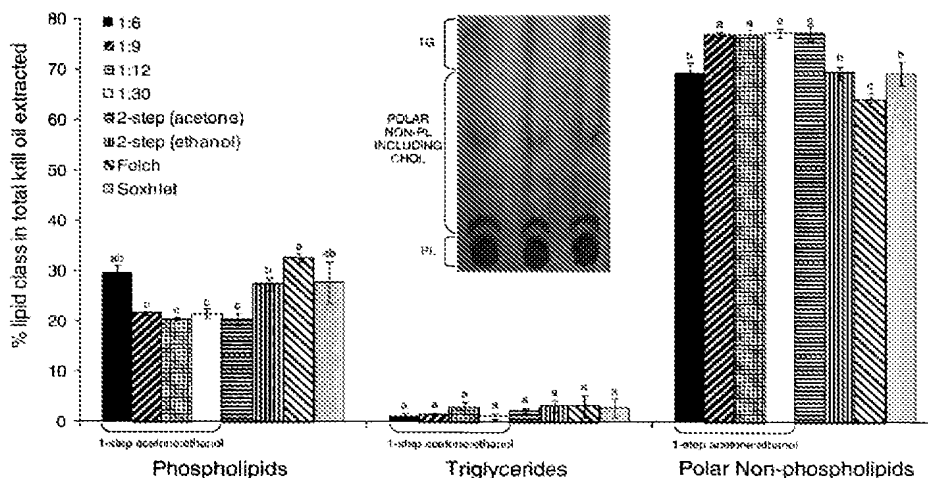 % lipid class in total krill oil extracted
80
70
60
50
40
30
20
10
0
1:6
1:9
1:12
1:30
2-step (acetone)
2-step (ethanol)
Folch
Soxhlet
TG
POLAR
NON-PL
INCLUDING
CHOL
PL
ab
c
c
c
c
b
a
ab
a
a
a
a
a
a
a
a
b
a
a
a
a
b
b
1-step acetone:ethanol
1-step acetone:ethanol
1-step acetone:ethanol
Phospholipids
Triglycerides
Polar Non-phospholipids